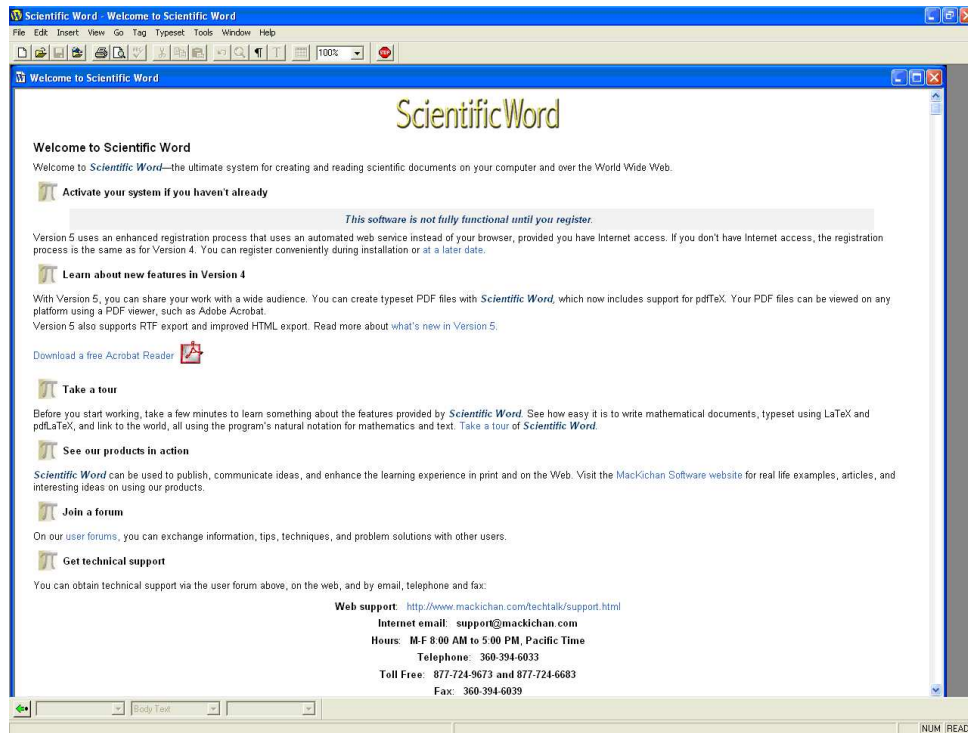 Scientific Word - Welcome to Scientific Word
File Edit Insert View Go Tag Typeset Tools Window Help
100%
STOP
Welcome to Scientific Word
ScientificWord
Welcome to Scientific Word
Welcome to Scientific Word—the ultimate system for creating and reading scientific documents on your computer and over the World Wide Web.
Activate your system if you haven't already
This software is not fully functional until you register.
Version 5 uses an enhanced registration process that uses an automated web service instead of your browser, provided you have Internet access. If you don't have Internet access, the registration
process is the same as for Version 4. You can register conveniently during installation or at a later date.
Learn about new features in Version 4
With Version 5, you can share your work with a wide audience. You can create typeset PDF files with Scientific Word, which now includes support for pdfTeX. Your PDF files can be viewed on any
platform using a PDF viewer, such as Adobe Acrobat.
Version 5 also supports RTF export and improved HTML export. Read more about what's new in Version 5.
Download a free Acrobat Reader
Take a tour
Before you start working, take a few minutes to learn something about the features provided by Scientific Word. See how easy it is to write mathematical documents, typeset using LaTeX and
pdfLaTeX, and link to the world, all using the program's natural notation for mathematics and text. Take a tour of Scientific Word.
See our products in action
Scientific Word can be used to publish, communicate ideas, and enhance the learning experience in print and on the Web. Visit the MacKichan Software website for real life examples, articles, and
interesting ideas on using our products.
Join a forum
On our user forums, you can exchange information, tips, techniques, and problem solutions with other users.
Get technical support
You can obtain technical support via the user forum above, on the web, and by email, telephone and fax:
Web support: http://www.mackichan.com/techtalk/support.html
Internet email: support@mackichan.com
Hours: M-F 8:00 AM to 5:00 PM, Pacific Time
Telephone: 360-394-6033
Toll Free: 877-724-9673 and 877-724-6683
Fax: 360-394-6039
Body Text
NUM READ